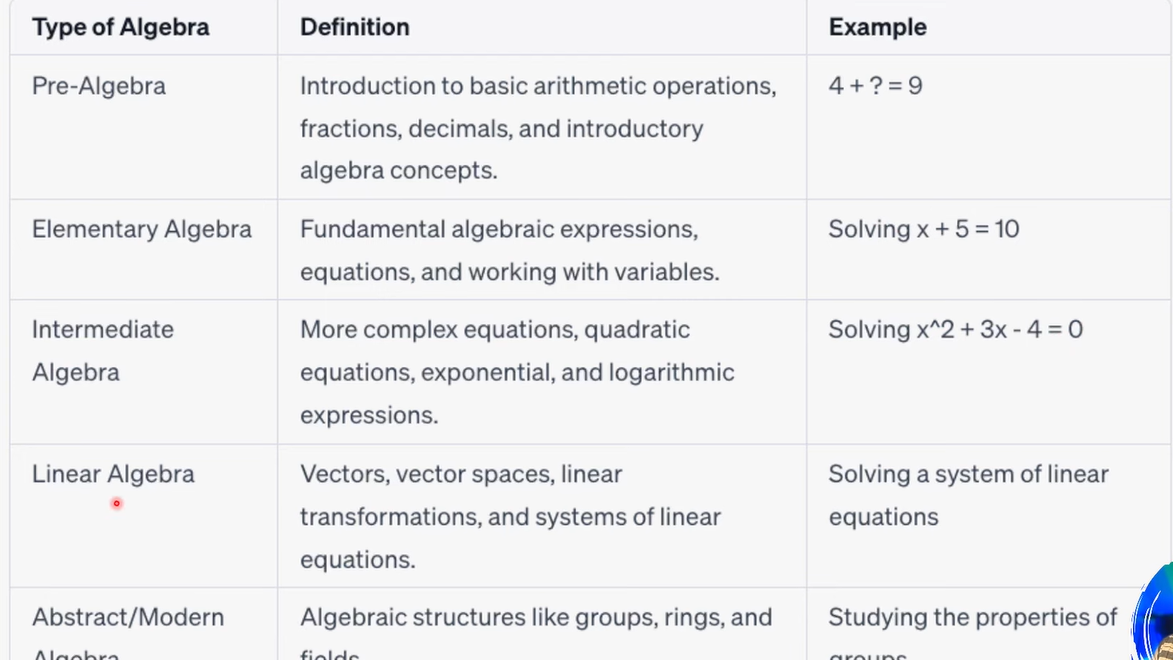 Type of Algebra
Definition
Example
Pre-Algebra
Introduction to basic arithmetic operations,
fractions, decimals, and introductory
algebra concepts.
4 + ? = 9
Elementary Algebra
Fundamental algebraic expressions,
equations, and working with variables.
Solving x + 5 = 10
Intermediate
Algebra
More complex equations, quadratic
equations, exponential, and logarithmic
expressions.
Solving x^2 + 3x - 4 = 0
Linear Algebra
Vectors, vector spaces, linear
transformations, and systems of linear
equations.
Solving a system of linear
equations
Abstract/Modern
Algebra
Algebraic structures like groups, rings, and
fields.
Studying the properties of
groups